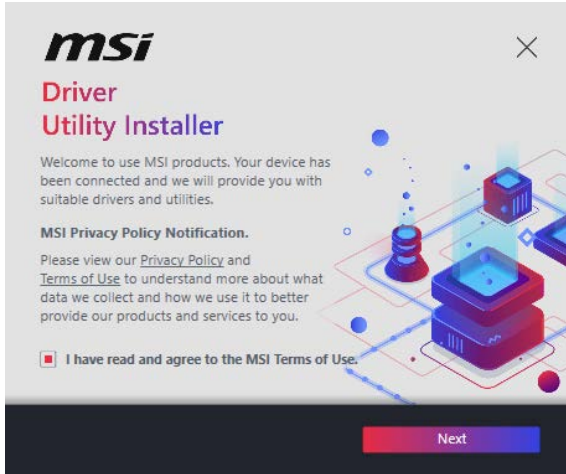 msi
Driver
Utility Installer
Welcome to use MSI products. Your device has
been connected and we will provide you with
suitable drivers and utilities.
MSI Privacy Policy Notification.
Please view our Privacy Policy and
Terms of Use to understand more about what
data we collect and how we use it to better
provide our products and services to you.
I have read and agree to the MSI Terms of Use.
Next